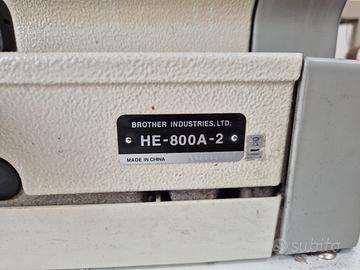 BROTHER INDUSTRIES, LTD.
HE-800A-2
MADE IN CHINA
subito